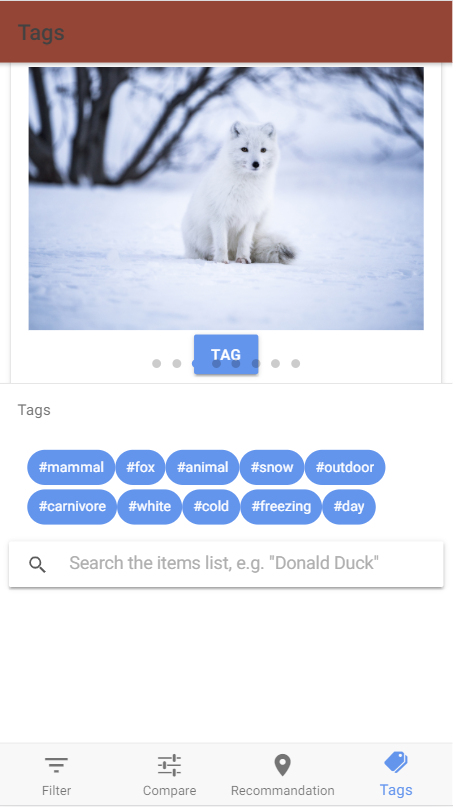 Tags
TAG
Tags
#mammal #fox #animal #snow #outdoor
#carnivore #white #cold #freezing #day
Search the items list, e.g. "Donald Duck"
Filter Compare Recommandation Tags